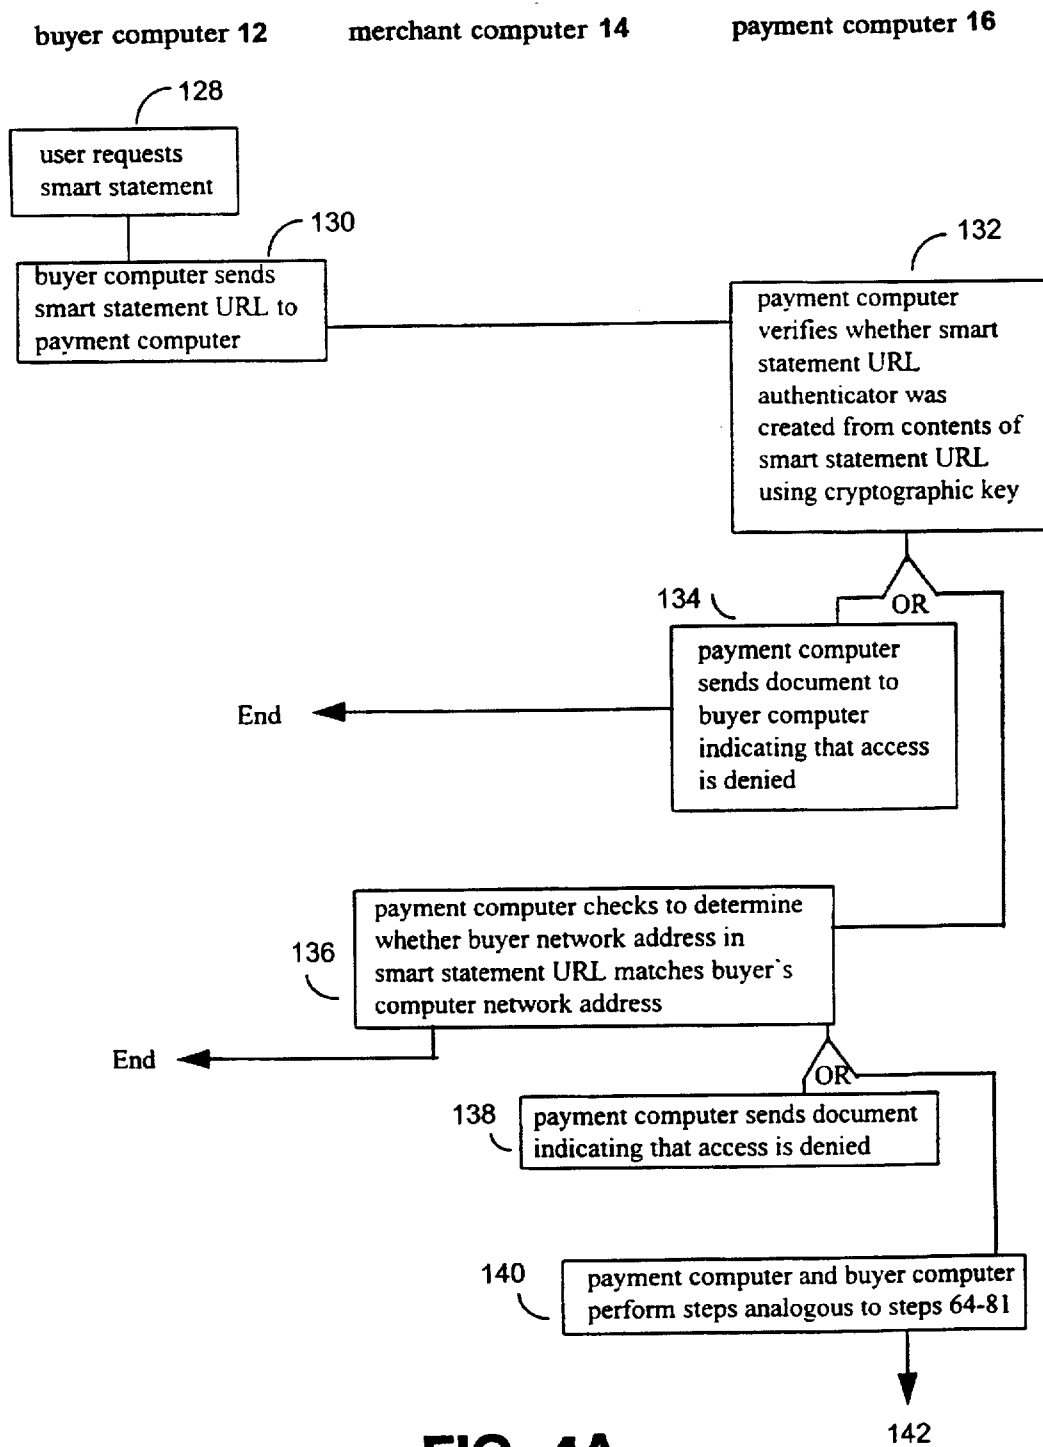 buyer computer 12
merchant computer 14
payment computer 16
128
user requests
smart statement
130
buyer computer sends
smart statement URL to
payment computer
132
payment computer
verifies whether smart
statement URL
authenticator was
created from contents of
smart statement URL
using cryptographic key
OR
134
payment computer
sends document to
buyer computer
indicating that access
is denied
End
136
payment computer checks to determine
whether buyer network address in
smart statement URL matches buyer`s
computer network address
End
OR
138
payment computer sends document
indicating that access is denied
140
payment computer and buyer computer
perform steps analogous to steps 64-81
142
FIG. 4A